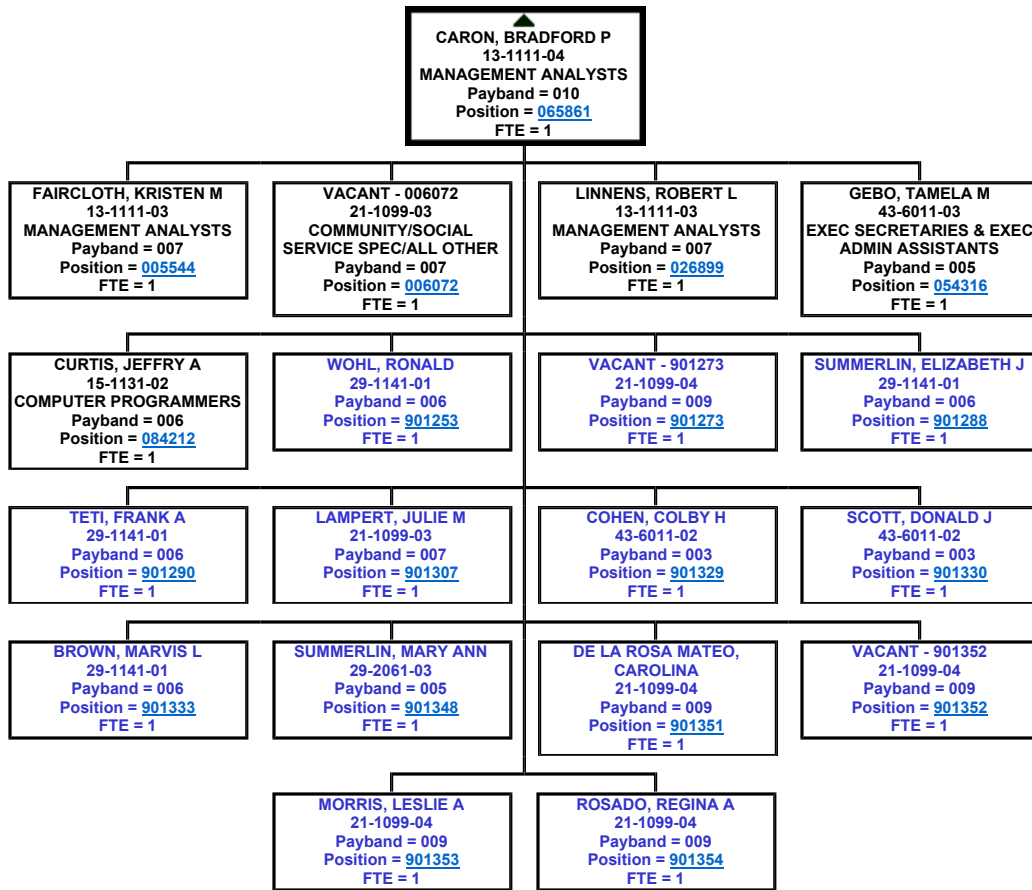 CARON, BRADFORD P
13-1111-04
MANAGEMENT ANALYSTS
Payband = 010
Position = 065861
FTE = 1
FAIRCLOTH, KRISTEN M
13-1111-03
MANAGEMENT ANALYSTS
Payband = 007
Position = 005544
FTE = 1
VACANT - 006072
21-1099-03
COMMUNITY/SOCIAL
SERVICE SPEC/ALL OTHER
Payband = 007
Position = 006072
FTE = 1
LINNENS, ROBERT L
13-1111-03
MANAGEMENT ANALYSTS
Payband = 007
Position = 026899
FTE = 1
GEBO, TAMELA M
43-6011-03
EXEC SECRETARIES & EXEC
ADMIN ASSISTANTS
Payband = 005
Position = 054316
FTE = 1
CURTIS, JEFFRY A
15-1131-02
COMPUTER PROGRAMMERS
Payband = 006
Position = 084212
FTE = 1
WOHL, RONALD
29-1141-01
Payband = 006
Position = 901253
FTE = 1
VACANT - 901273
21-1099-04
Payband = 009
Position = 901273
FTE = 1
SUMMERLIN, ELIZABETH J
29-1141-01
Payband = 006
Position = 901288
FTE = 1
TETI, FRANK A
29-1141-01
Payband = 006
Position = 901290
FTE = 1
LAMPERT, JULIE M
21-1099-03
Payband = 007
Position = 901307
FTE = 1
COHEN, COLBY H
43-6011-02
Payband = 003
Position = 901329
FTE = 1
SCOTT, DONALD J
43-6011-02
Payband = 003
Position = 901330
FTE = 1
BROWN, MARVIS L
29-1141-01
Payband = 006
Position = 901333
FTE = 1
SUMMERLIN, MARY ANN
29-2061-03
Payband = 005
Position = 901348
FTE = 1
DE LA ROSA MATEO,
CAROLINA
21-1099-04
Payband = 009
Position = 901351
FTE = 1
VACANT - 901352
21-1099-04
Payband = 009
Position = 901352
FTE = 1
MORRIS, LESLIE A
21-1099-04
Payband = 009
Position = 901353
FTE = 1
ROSADO, REGINA A
21-1099-04
Payband = 009
Position = 901354
FTE = 1